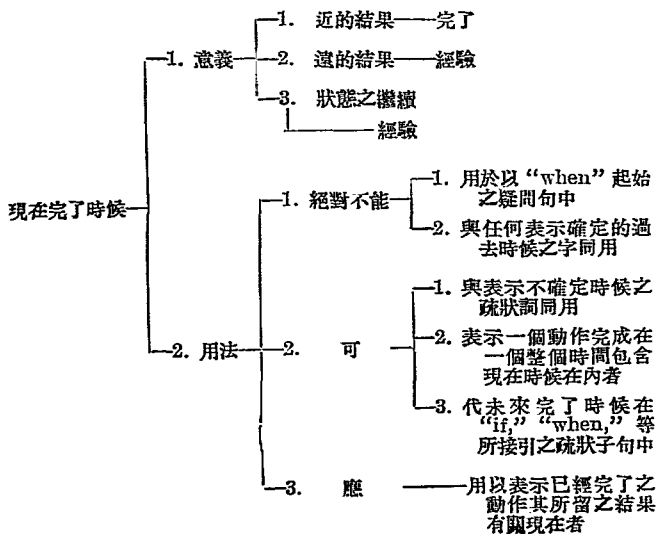 1. 近的結果 — 完了
1. 意義
2. 遠的結果 — 經驗
3. 狀態之繼續
經驗
現在完了時候
1. 絕對不能
1. 用於以“when”起始
之疑問句中
2. 與任何表示確定的過
去時候之字同用
2. 用法
2. 可
1. 與表示不確定時候之
疏狀詞同用
2. 表示一個動作完成在
一個整個時間包含
現在時候在內者
3. 代未來完了時候在
“if,” “when,” 等
所接引之疏狀子句中
3. 應
用以表示已經完了之
動作其所留之結果
有關現在者